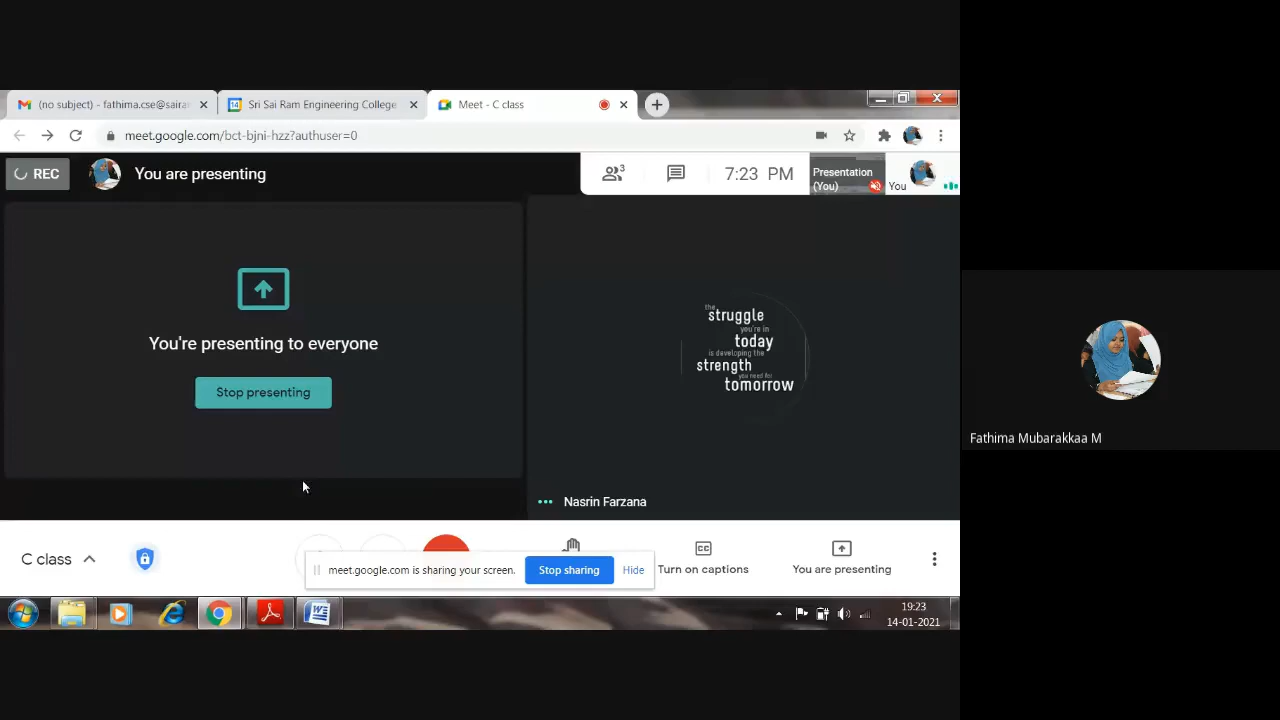 (no subject) - fathima.cse@saira
14
Sri Sai Ram Engineering College
Meet - C class
meet.google.com/bct-bjni-hzz?authuser=0
REC
You are presenting
3
7:23 PM
Presentation
(You)
You
You're presenting to everyone
Stop presenting
the
struggle
you're in
today
is developing the
strength
you need for
tomorrow
Nasrin Farzana
Fathima Mubarakkaa M
C class
meet.google.com is sharing your screen.
Stop sharing
Hide
CC
Turn on captions
You are presenting
19:23
14-01-2021